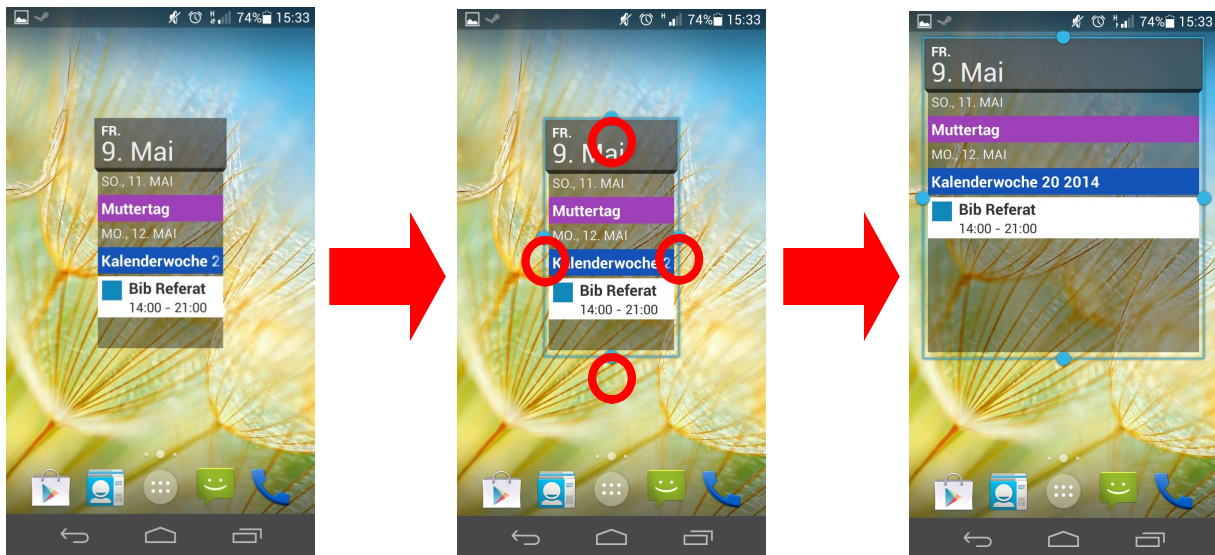 74% 15:33
FR.
9. Mai
SO., 11. MAI
Muttertag
MO., 12. MAI
Kalenderwoche 2
Bib Referat
14:00 - 21:00
H 74% 15:33
FR.
9. Mai
SO., 11. MAI
Muttertag
MO., 12. MAI
Kalenderwoche 2
Bib Referat
14:00 - 21:00
H 74% 15:33
FR.
9. Mai
SO., 11. MAI
Muttertag
MO., 12. MAI
Kalenderwoche 20 2014
Bib Referat
14:00 - 21:00